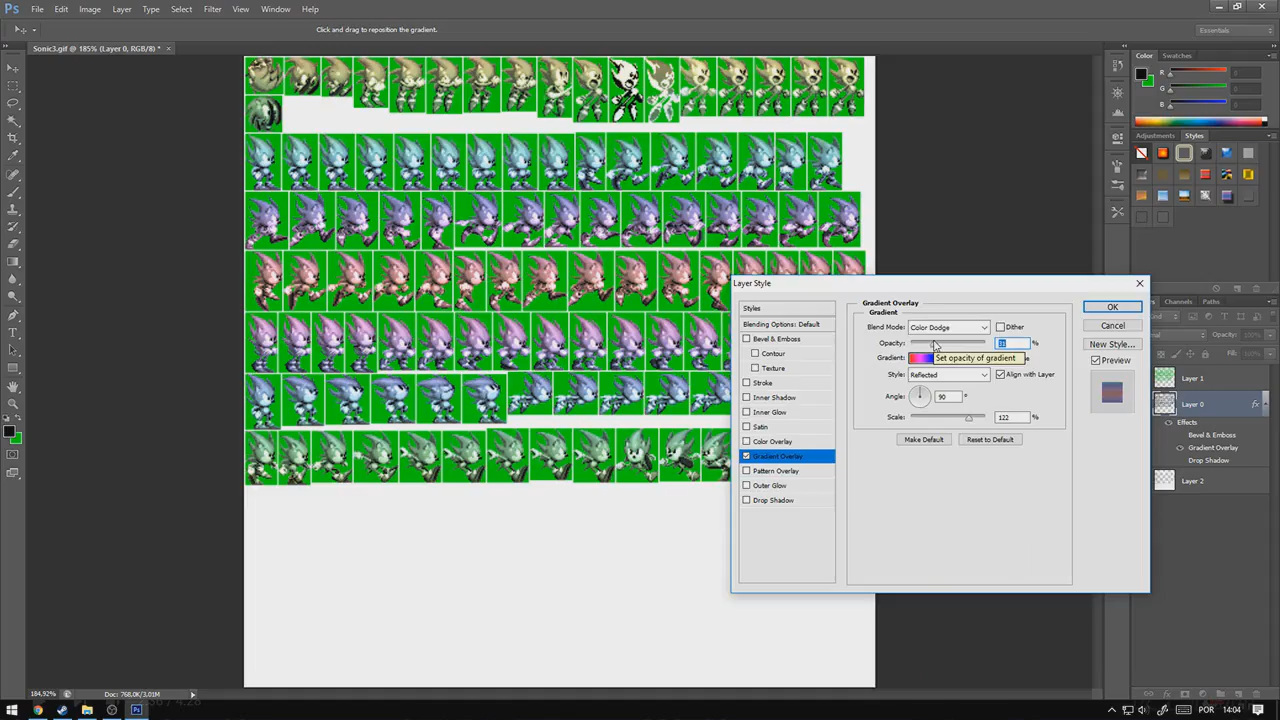 Ps File Edit Image Layer Type Select Filter View Window Help
Click and drag to reposition the gradient.
Essentials
Sonic3.gif @ 185% (Layer 0, RGB/8) * ×
Color Swatches
R 0
G 0
B 0
Adjustments Styles
Layer Style
Styles
Blending Options: Default
Bevel & Emboss
Contour
Texture
Stroke
Inner Shadow
Inner Glow
Satin
Color Overlay
Gradient Overlay
Pattern Overlay
Outer Glow
Drop Shadow
Gradient Overlay
Gradient
Blend Mode: Color Dodge Dither
Opacity: %
Gradient:
Set opacity of gradient
Style: Reflected Align with Layer
Angle: 90 °
Scale: 122 %
Make Default Reset to Default
OK
Cancel
New Style...
Preview
Channels Paths
Layer 1
Layer 0 fx
Effects
Bevel & Emboss
Gradient Overlay
Drop Shadow
Layer 2
184,92% Doc: 768,0K/3,01M
POR 14:04